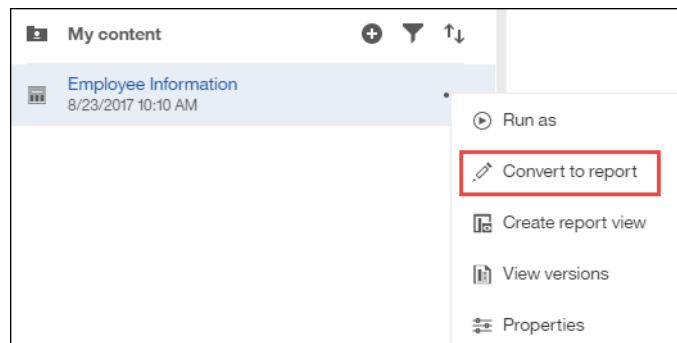 My content
Employee Information
8/23/2017 10:10 AM
Run as
Convert to report
Create report view
View versions
Properties